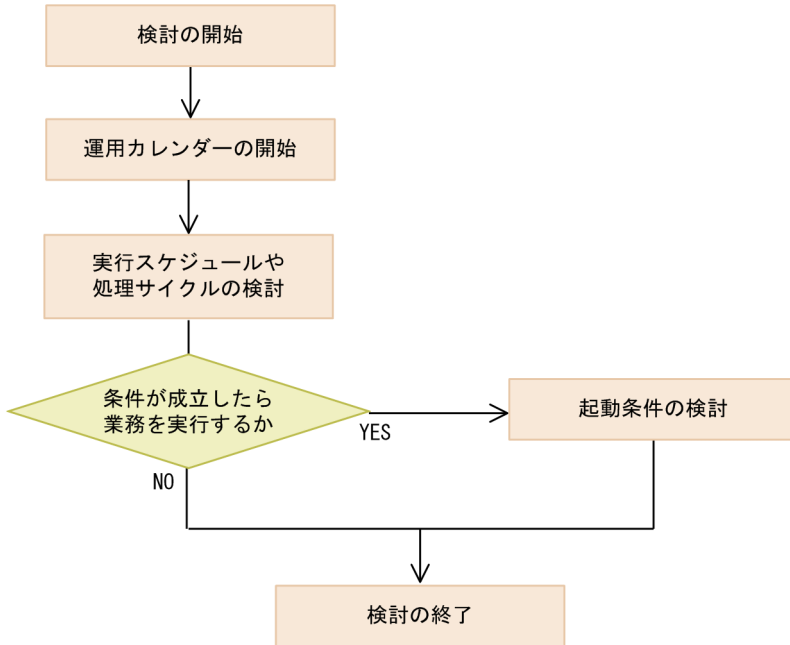 検討の開始
運用カレンダーの開始
実行スケジュールや
処理サイクルの検討
条件が成立したら
業務を実行するか
YES
起動条件の検討
NO
検討の終了